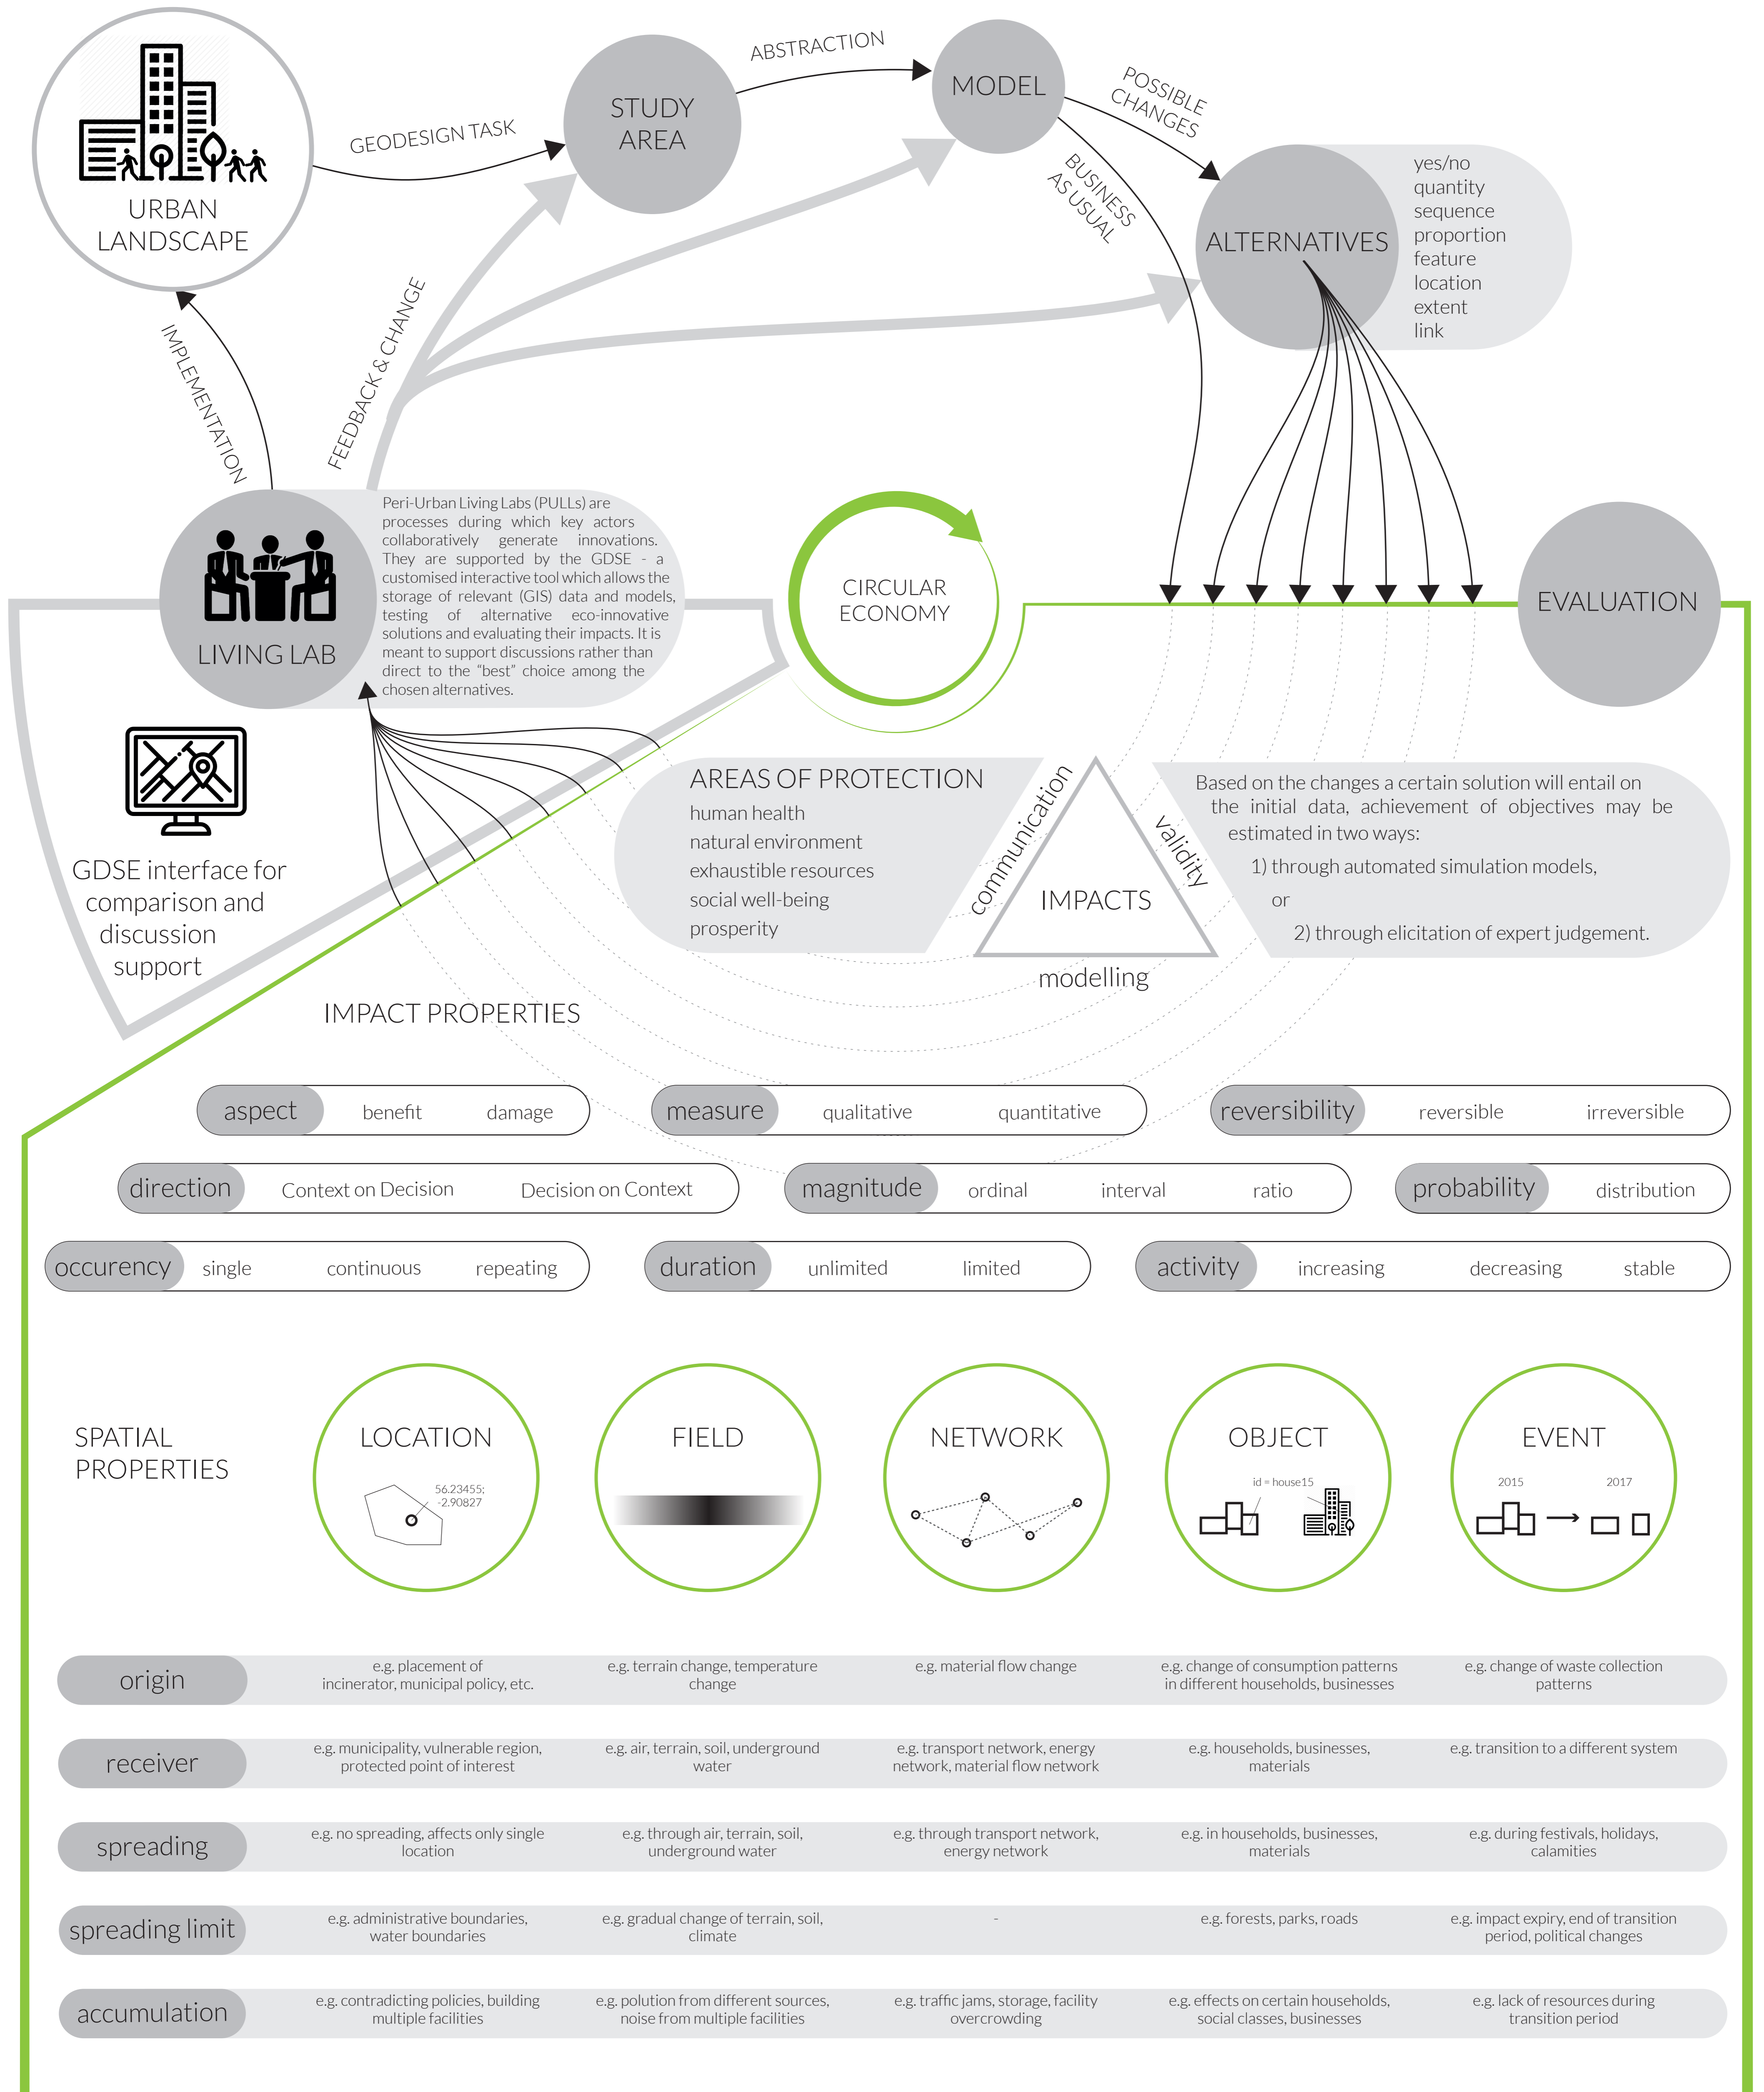 URBAN
LANDSCAPE
GEODESIGN TASK
STUDY
AREA
ABSTRACTION
MODEL
POSSIBLE
CHANGES
BUSINESS
AS USUAL
ALTERNATIVES
yes/no
quantity
sequence
proportion
feature
location
extent
link
IMPLEMENTATION
FEEDBACK & CHANGE
LIVING LAB
Peri-Urban Living Labs (PULLs) are
processes during which key actors
collaboratively generate innovations.
They are supported by the GDSE - a
customised interactive tool which allows the
storage of relevant (GIS) data and models,
testing of alternative eco-innovative
solutions and evaluating their impacts. It is
meant to support discussions rather than
direct to the “best” choice among the
chosen alternatives.
CIRCULAR
ECONOMY
EVALUATION
GDSE interface for
comparison and
discussion
support
AREAS OF PROTECTION
human health
natural environment
exhaustible resources
social well-being
prosperity
communication
validity
IMPACTS
modelling
Based on the changes a certain solution will entail on
the initial data, achievement of objectives may be
estimated in two ways:
1) through automated simulation models,
or
2) through elicitation of expert judgement.
IMPACT PROPERTIES
aspect benefit damage
measure qualitative quantitative
reversibility reversible irreversible
direction Context on Decision Decision on Context
magnitude ordinal interval ratio
probability distribution
occurency single continuous repeating
duration unlimited limited
activity increasing decreasing stable
SPATIAL
PROPERTIES
LOCATION
56.23455;
-2.90827
FIELD
NETWORK
OBJECT
id = house15
EVENT
2015 2017
origin
e.g. placement of
incinerator, municipal policy, etc.
e.g. terrain change, temperature
change
e.g. material flow change
e.g. change of consumption patterns
in different households, businesses
e.g. change of waste collection
patterns
receiver
e.g. municipality, vulnerable region,
protected point of interest
e.g. air, terrain, soil, underground
water
e.g. transport network, energy
network, material flow network
e.g. households, businesses,
materials
e.g. transition to a different system
spreading
e.g. no spreading, affects only single
location
e.g. through air, terrain, soil,
underground water
e.g. through transport network,
energy network
e.g. in households, businesses,
materials
e.g. during festivals, holidays,
calamities
spreading limit
e.g. administrative boundaries,
water boundaries
e.g. gradual change of terrain, soil,
climate
-
e.g. forests, parks, roads
e.g. impact expiry, end of transition
period, political changes
accumulation
e.g. contradicting policies, building
multiple facilities
e.g. polution from different sources,
noise from multiple facilities
e.g. traffic jams, storage, facility
overcrowding
e.g. effects on certain households,
social classes, businesses
e.g. lack of resources during
transition period